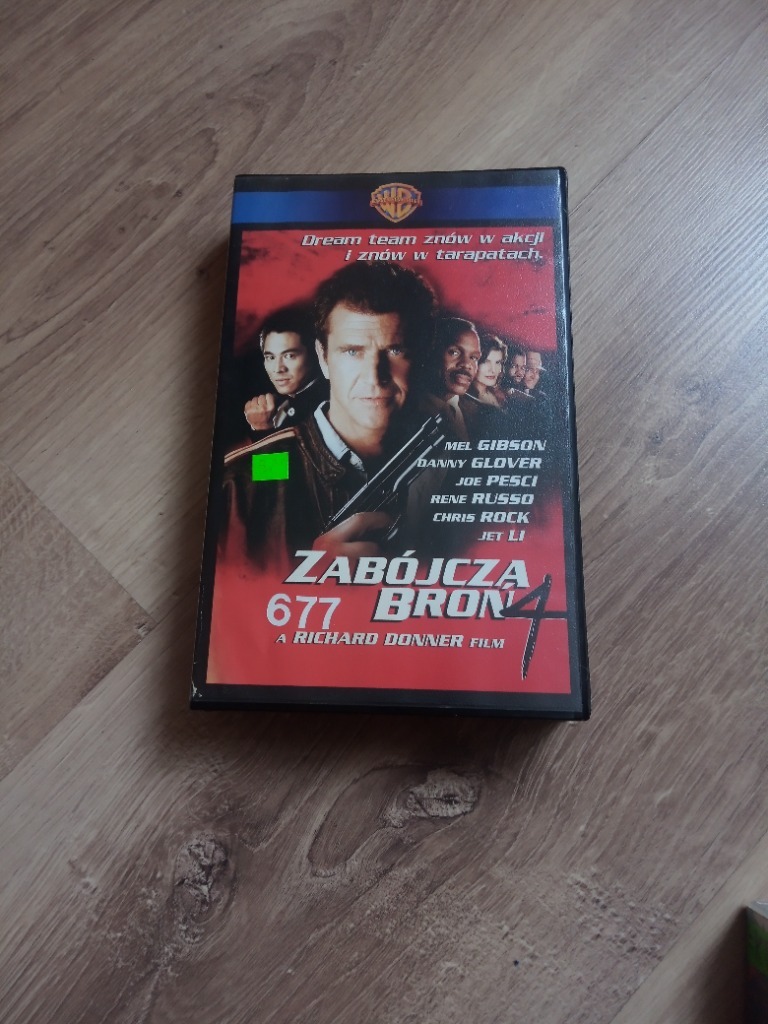 WB
Dream team znów w akcji
i znów w tarapatach.
MEL GIBSON
DANNY GLOVER
JOE PESCI
RENE RUSSO
CHRIS ROCK
JET LI
ZABÓJCZA
BROŃ 4
677
A RICHARD DONNER FILM